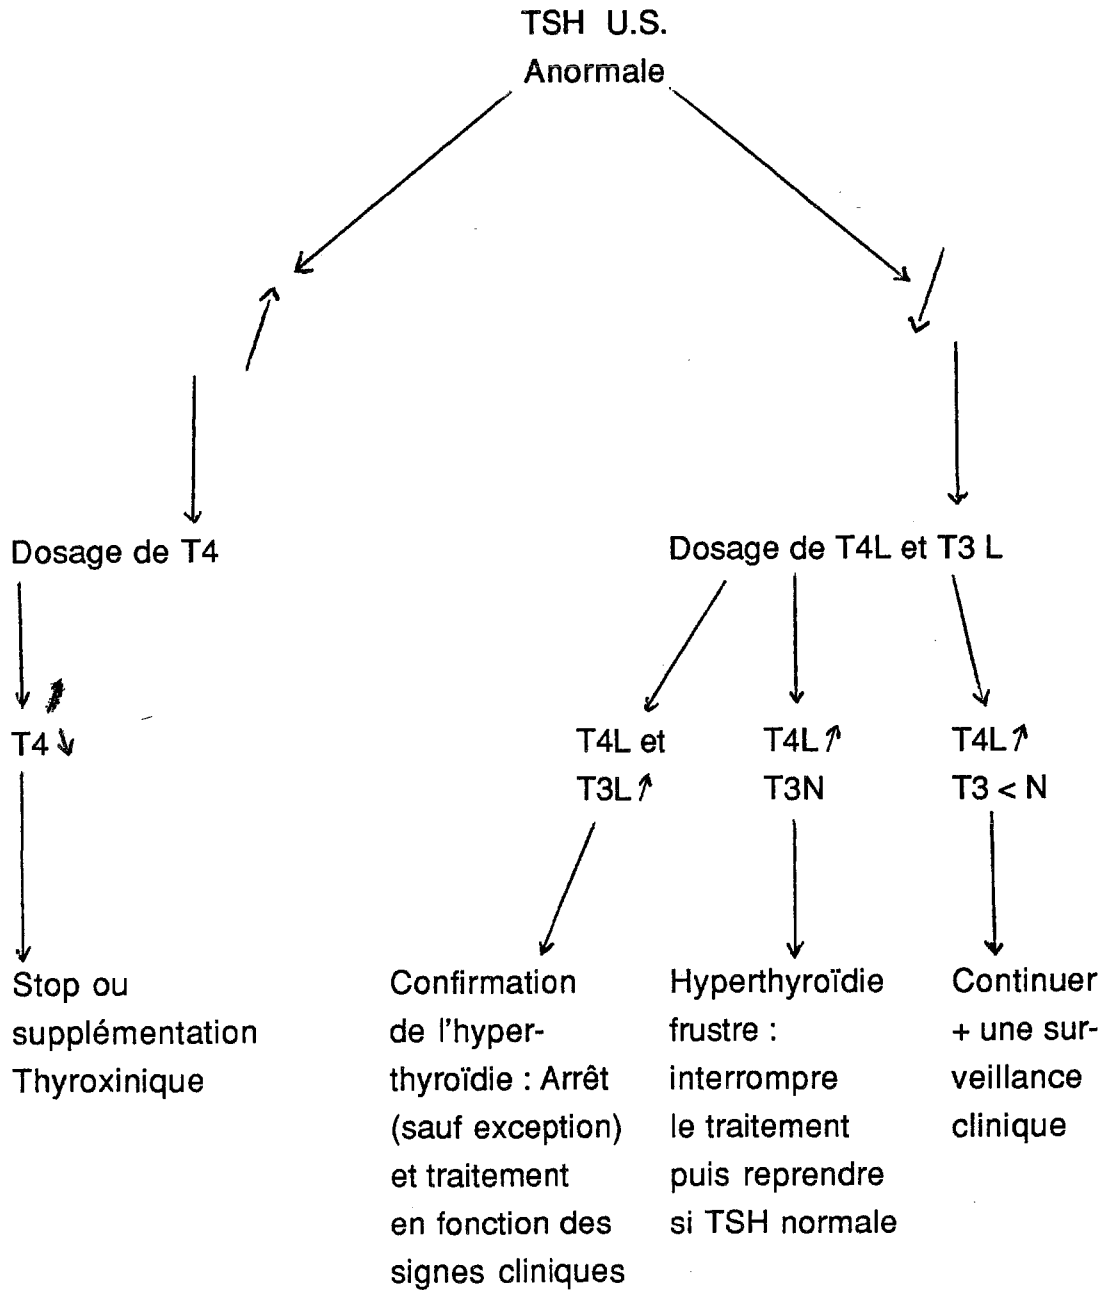 TSH U.S.
Anormale
Dosage de T4
Dosage de T4L et T3 L
T4 ↓
T4L et
T3L ↑
T4L ↑
T3N
T4L ↑
T3 < N
Stop ou
supplémentation
Thyroxinique
Confirmation
de l'hyper-
thyroïdie : Arrêt
(sauf exception)
et traitement
en fonction des
signes cliniques
Hyperthyroïdie
frustre :
interrompre
le traitement
puis reprendre
si TSH normale
Continuer
+ une sur-
veillance
clinique